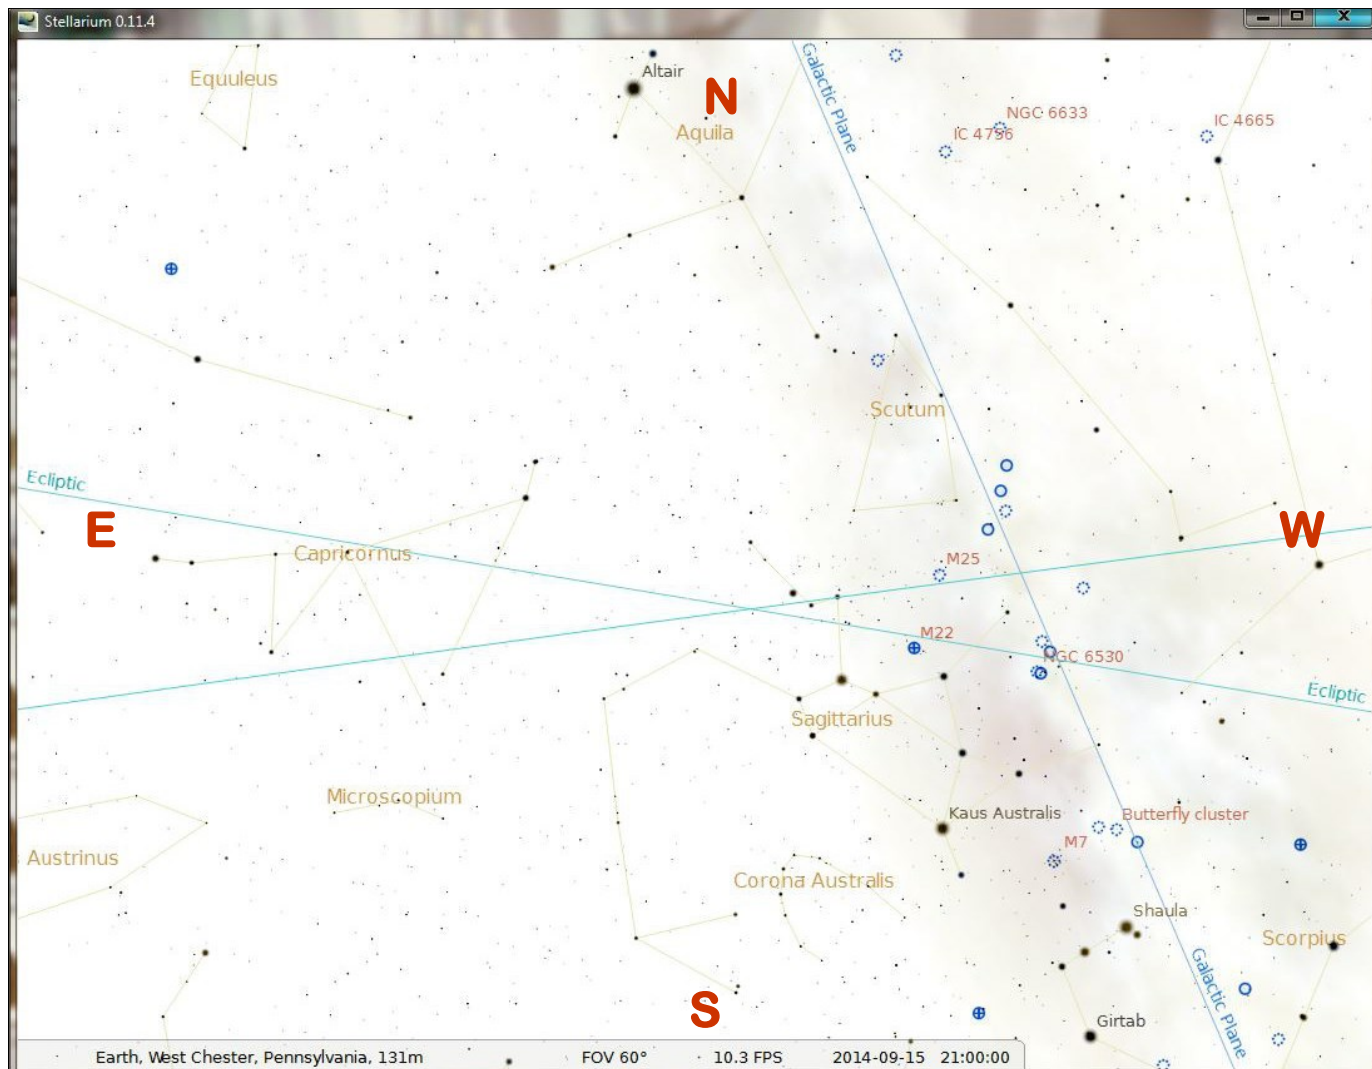 Stellarium 0.11.4
Equuleus
Altair
N
Aquila
Galactic Plane
NGC 6633
IC 4756
IC 4665
Scutum
Ecliptic
E
W
Capricornus
M25
M22
NGC 6530
Ecliptic
Sagittarius
Microscopium
Kaus Australis
Butterfly cluster
M7
Austrinus
Corona Australis
Shaula
Scorpius
Galactic Plane
S
Girtab
Earth, West Chester, Pennsylvania, 131m FOV 60° 10.3 FPS 2014-09-15 21:00:00